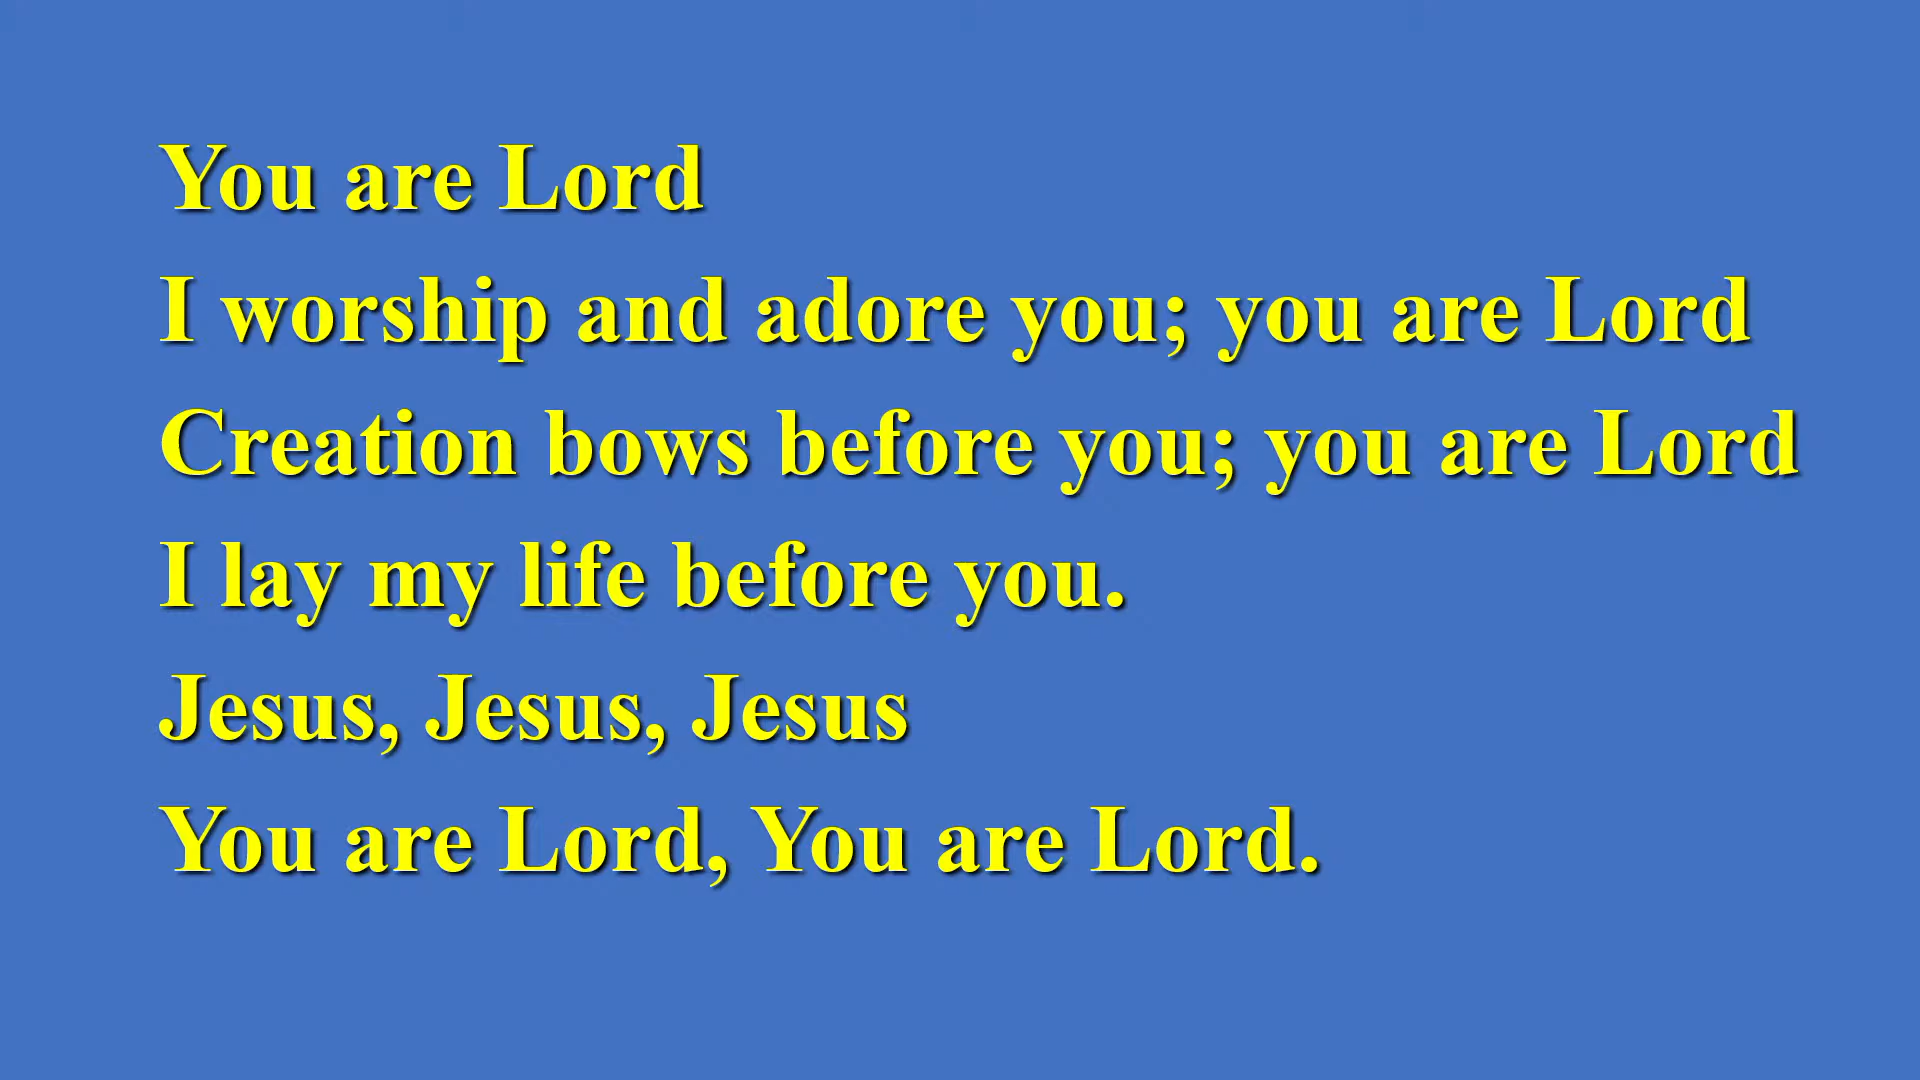 You are Lord
I worship and adore you; you are Lord
Creation bows before you; you are Lord
I lay my life before you.
Jesus, Jesus, Jesus
You are Lord, You are Lord.